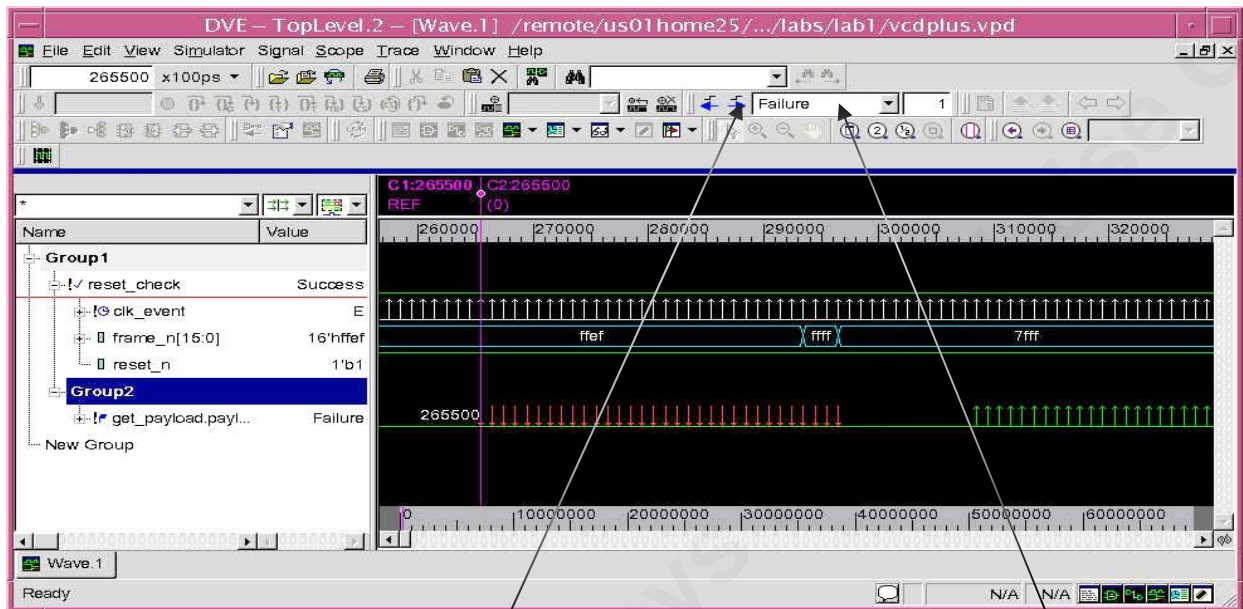 DVE – TopLevel.2 – [Wave.1] /remote/us01home25/.../labs/lab1/vcdplus.vpd
File Edit View Simulator Signal Scope Trace Window Help
265500 x100ps
Failure 1
C1:265500 C2:265500
REF (0)
*
Name Value
260000 270000 280000 290000 300000 310000 320000
Group1
reset_check Success
clk_event E
frame_n[15:0] 16'hffef
ffef ffff 7fff
reset_n 1'b1
Group2
get_payload.payl... Failure
265500
New Group
0 10000000 20000000 30000000 40000000 50000000 60000000
Wave.1
Ready N/A N/A